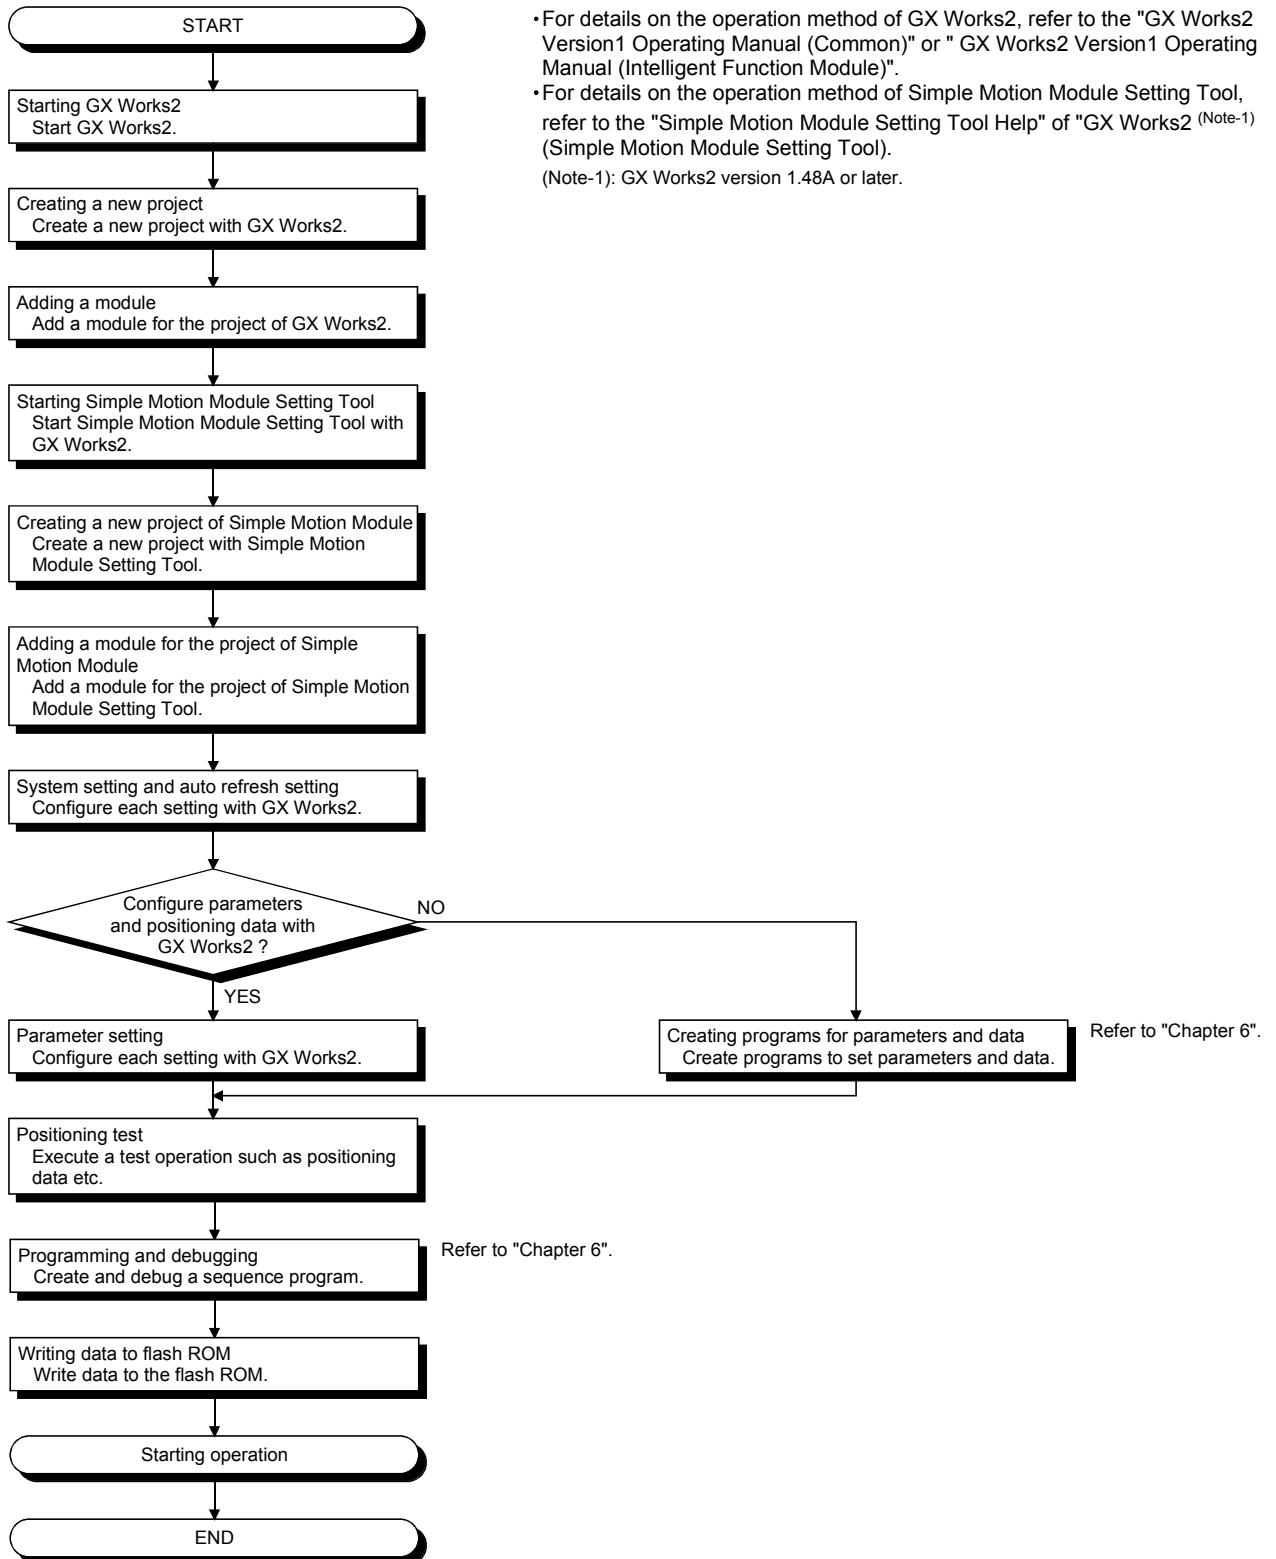 START
・For details on the operation method of GX Works2, refer to the "GX Works2
Version1 Operating Manual (Common)" or " GX Works2 Version1 Operating
Manual (Intelligent Function Module)".
・For details on the operation method of Simple Motion Module Setting Tool,
refer to the "Simple Motion Module Setting Tool Help" of "GX Works2 (Note-1)
(Simple Motion Module Setting Tool).
(Note-1): GX Works2 version 1.48A or later.
Starting GX Works2
Start GX Works2.
Creating a new project
Create a new project with GX Works2.
Adding a module
Add a module for the project of GX Works2.
Starting Simple Motion Module Setting Tool
Start Simple Motion Module Setting Tool with
GX Works2.
Creating a new project of Simple Motion Module
Create a new project with Simple Motion
Module Setting Tool.
Adding a module for the project of Simple
Motion Module
Add a module for the project of Simple Motion
Module Setting Tool.
System setting and auto refresh setting
Configure each setting with GX Works2.
Configure parameters
and positioning data with
GX Works2 ?
NO
YES
Parameter setting
Configure each setting with GX Works2.
Creating programs for parameters and data
Create programs to set parameters and data.
Refer to "Chapter 6".
Positioning test
Execute a test operation such as positioning
data etc.
Programming and debugging
Create and debug a sequence program.
Refer to "Chapter 6".
Writing data to flash ROM
Write data to the flash ROM.
Starting operation
END